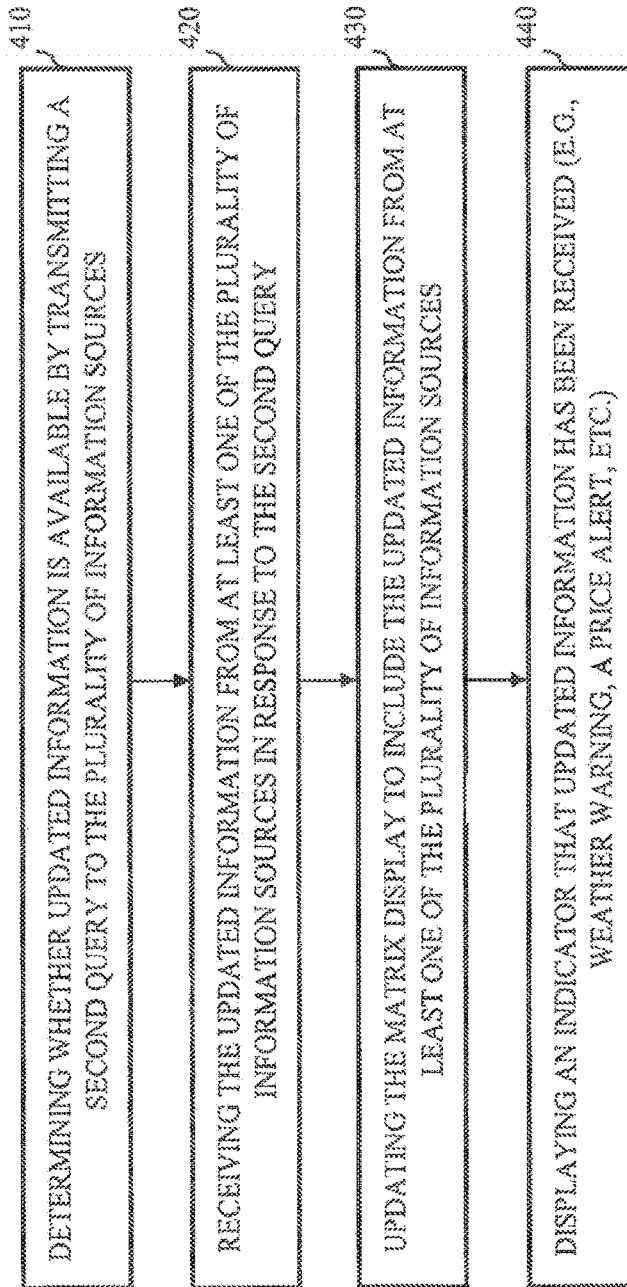 410
DETERMINING WHETHER UPDATED INFORMATION IS AVAILABLE BY TRANSMITTING A
SECOND QUERY TO THE PLURALITY OF INFORMATION SOURCES
420
RECEIVING THE UPDATED INFORMATION FROM AT LEAST ONE OF THE PLURALITY OF
INFORMATION SOURCES IN RESPONSE TO THE SECOND QUERY
430
UPDATING THE MATRIX DISPLAY TO INCLUDE THE UPDATED INFORMATION FROM AT
LEAST ONE OF THE PLURALITY OF INFORMATION SOURCES
440
DISPLAYING AN INDICATOR THAT UPDATED INFORMATION HAS BEEN RECEIVED (E.G.,
WEATHER WARNING, A PRICE ALERT, ETC.)